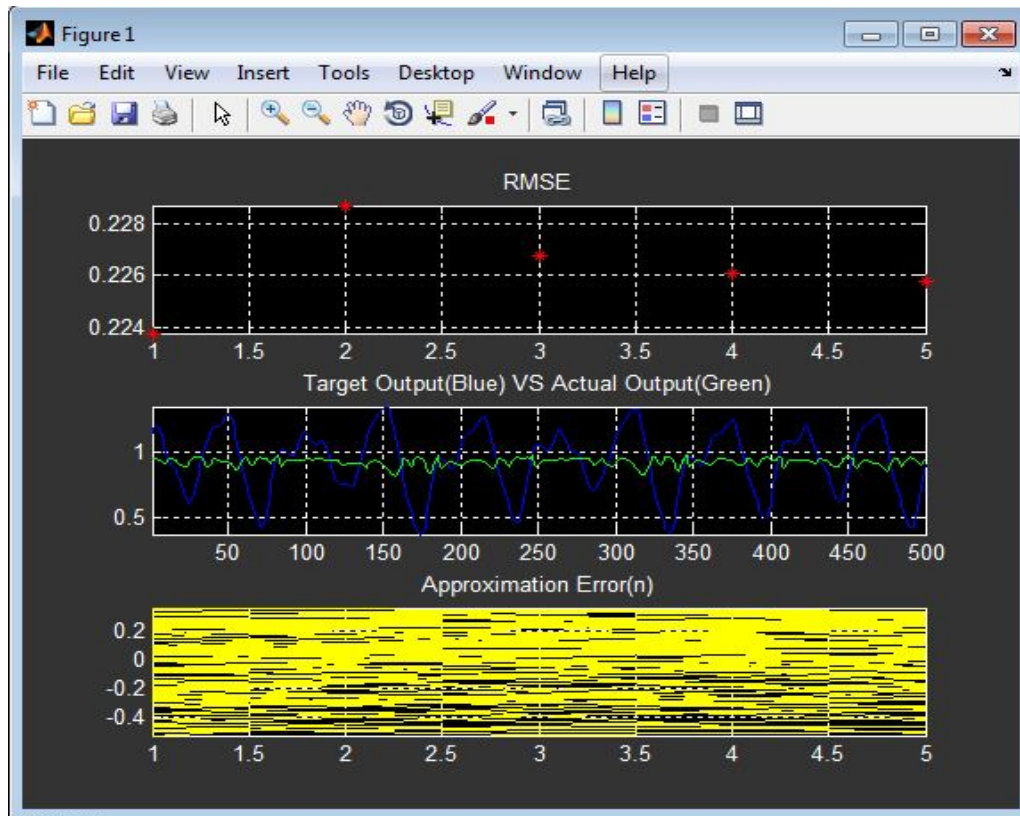 Figure 1
File Edit View Insert Tools Desktop Window Help
RMSE
0.228
0.226
0.224
1 1.5 2 2.5 3 3.5 4 4.5 5
Target Output(Blue) VS Actual Output(Green)
1
0.5
50 100 150 200 250 300 350 400 450 500
Approximation Error(n)
0.2
0
-0.2
-0.4
1 1.5 2 2.5 3 3.5 4 4.5 5